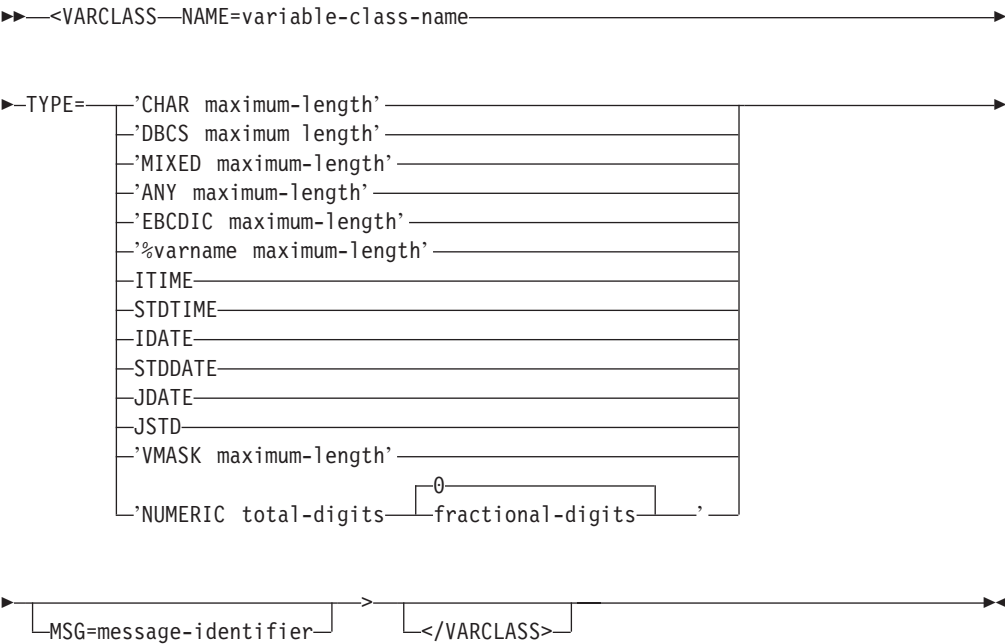 <VARCLASS NAME=variable-class-name
TYPE= 'CHAR maximum-length'
'DBCS maximum length'
'MIXED maximum-length'
'ANY maximum-length'
'EBCDIC maximum-length'
'%varname maximum-length'
ITIME
STDTIME
IDATE
STDDATE
JDATE
JSTD
'VMASK maximum-length'
0
'NUMERIC total-digits fractional-digits '
>
MSG=message-identifier </VARCLASS>